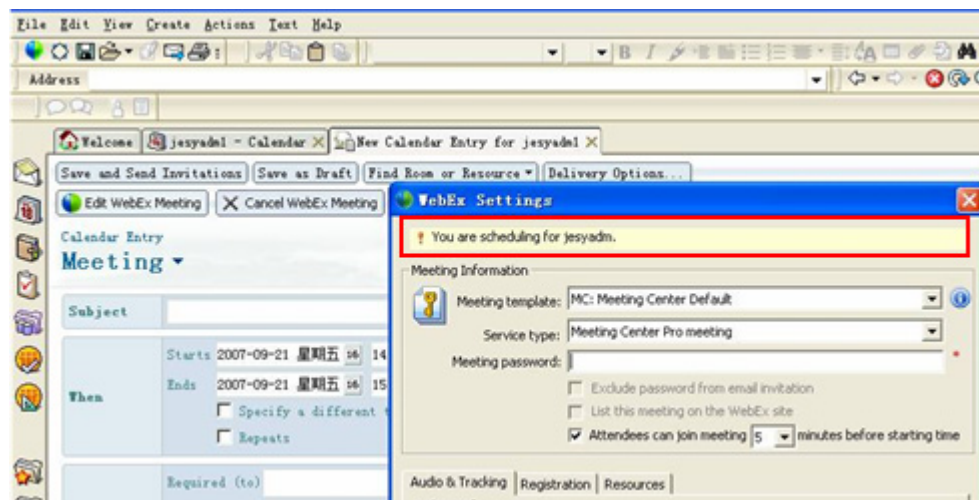 File Edit View Create Actions Text Help
B I
Address
Welcome jesyadm1 - Calendar New Calendar Entry for jesyadm1
Save and Send Invitations Save as Draft Find Room or Resource Delivery Options...
Edit WebEx Meeting Cancel WebEx Meeting
WebEx Settings
You are scheduling for jesyadm.
Calendar Entry
Meeting
Meeting Information
Meeting template: MC: Meeting Center Default
Subject
Service type: Meeting Center Pro meeting
Meeting password: *
When
Starts 2007-09-21 星期五 16 14
Ends 2007-09-21 星期五 16 15
Specify a different
Repeats
Exclude password from email invitation
List this meeting on the WebEx site
Attendees can join meeting 5 minutes before starting time
Required (to)
Audio & Tracking Registration Resources